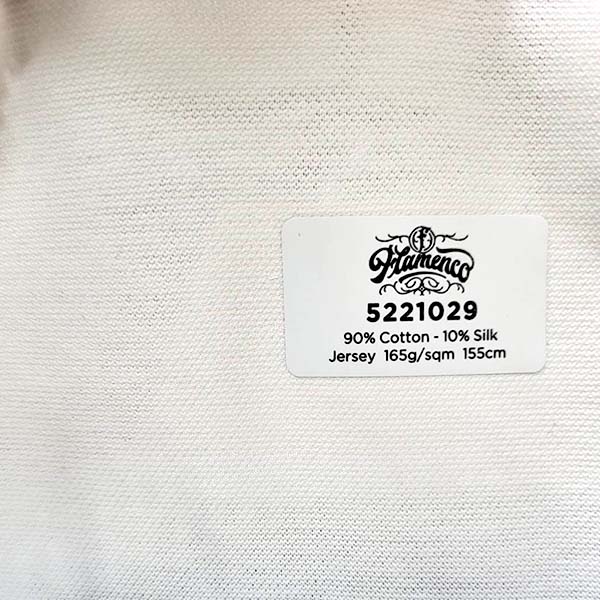 f
Flamenco
5221029
90% Cotton - 10% Silk
Jersey 165g/sqm 155cm